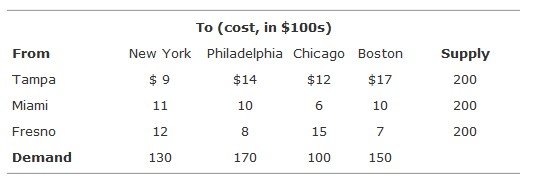 To (cost, in $100s)
From New York Philadelphia Chicago Boston Supply
Tampa $ 9 $14 $12 $17 200
Miami 11 10 6 10 200
Fresno 12 8 15 7 200
Demand 130 170 100 150